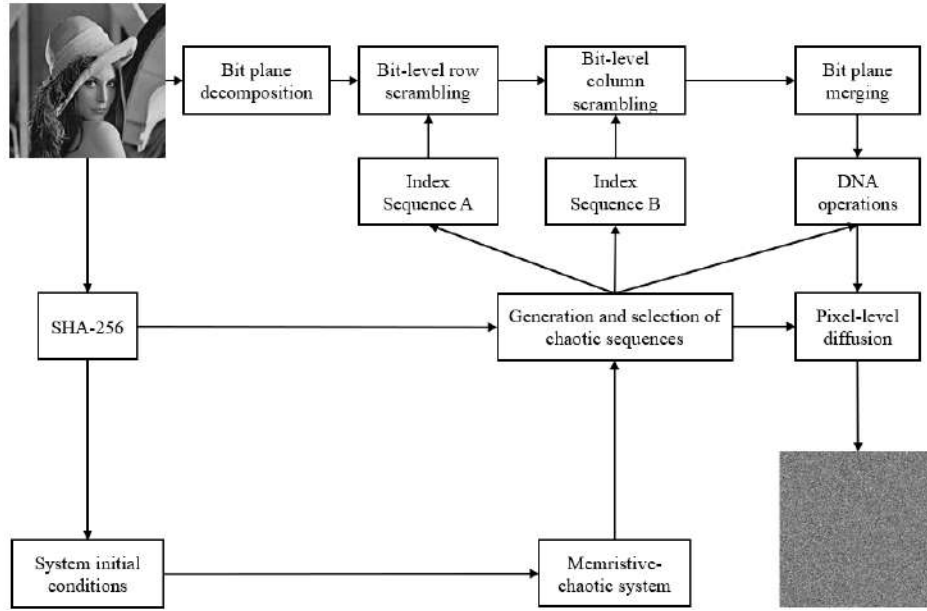 Bit plane
decomposition
Bit-level row
scrambling
Bit-level
column
scrambling
Bit plane
merging
Index
Sequence A
Index
Sequence B
DNA
operations
SHA-256
Generation and selection of
chaotic sequences
Pixel-level
diffusion
System initial
conditions
Memristive-
chaotic system